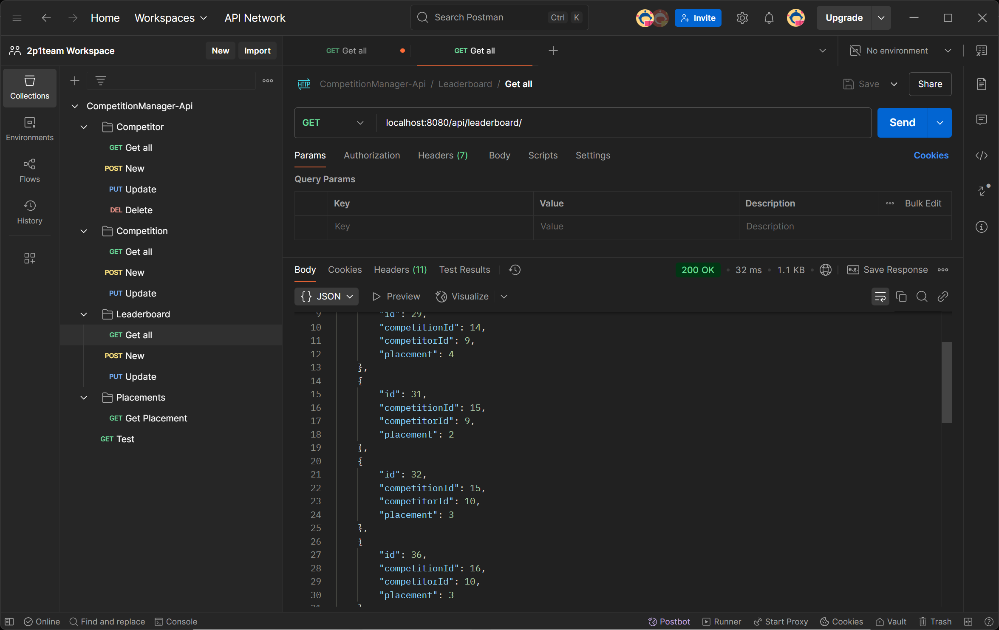 Home Workspaces API Network Search Postman Ctrl K Invite Upgrade
2p1team Workspace New Import
GET Get all GET Get all No environment
Collections
Environments
Flows
History
CompetitionManager-Api
Competitor
GET Get all
POST New
PUT Update
DEL Delete
Competition
GET Get all
POST New
PUT Update
Leaderboard
GET Get all
POST New
PUT Update
Placements
GET Get Placement
GET Test
HTTP CompetitionManager-Api / Leaderboard / Get all Save Share
GET localhost:8080/api/leaderboard/ Send
Params Authorization Headers (7) Body Scripts Settings Cookies
Query Params
Key Value Description Bulk Edit
Key Value Description
Body Cookies Headers (11) Test Results 200 OK 32 ms 1.1 KB e.g. Save Response
{} JSON Preview Visualize
9 "id": 29,
10 "competitionId": 14,
11 "competitorId": 9,
12 "placement": 4
13 },
14 {
15 "id": 31,
16 "competitionId": 15,
17 "competitorId": 9,
18 "placement": 2
19 },
20 {
21 "id": 32,
22 "competitionId": 15,
23 "competitorId": 10,
24 "placement": 3
25 },
26 {
27 "id": 36,
28 "competitionId": 16,
29 "competitorId": 10,
30 "placement": 3
Online Find and replace Console Postbot Runner Start Proxy Cookies Vault Trash